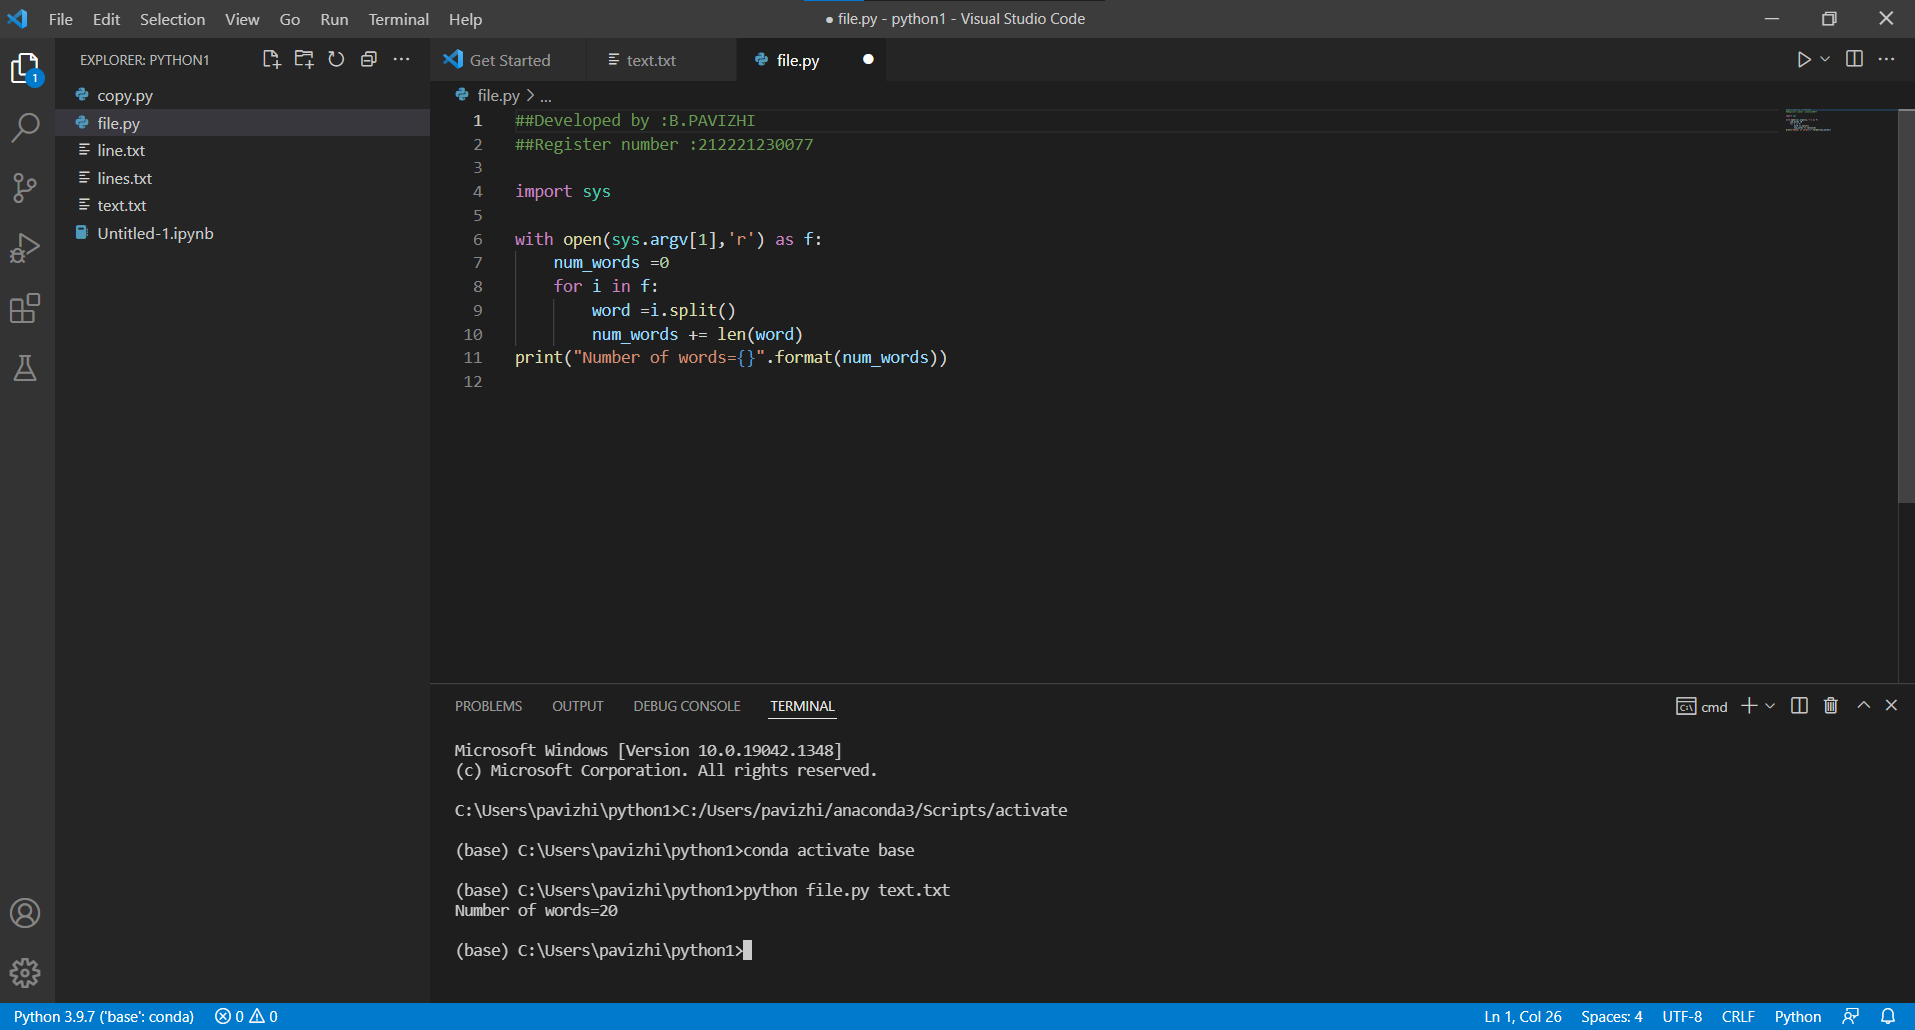 File Edit Selection View Go Run Terminal Help
● file.py - python1 - Visual Studio Code
EXPLORER: PYTHON1
1
copy.py
file.py
line.txt
lines.txt
text.txt
Untitled-1.ipynb
Get Started
text.txt
file.py
file.py > ...
1 ##Developed by :B.PAVIZHI
2 ##Register number :212221230077
3
4 import sys
5
6 with open(sys.argv[1],'r') as f:
7     num_words =0
8     for i in f:
9         word =i.split()
10         num_words += len(word)
11 print("Number of words={}".format(num_words))
12
PROBLEMS OUTPUT DEBUG CONSOLE TERMINAL
cmd
Microsoft Windows [Version 10.0.19042.1348]
(c) Microsoft Corporation. All rights reserved.
C:\Users\pavizhi\python1>C:/Users/pavizhi/anaconda3/Scripts/activate
(base) C:\Users\pavizhi\python1>conda activate base
(base) C:\Users\pavizhi\python1>python file.py text.txt
Number of words=20
(base) C:\Users\pavizhi\python1>
Python 3.9.7 ('base': conda) 0 0 Ln 1, Col 26 Spaces: 4 UTF-8 CRLF Python